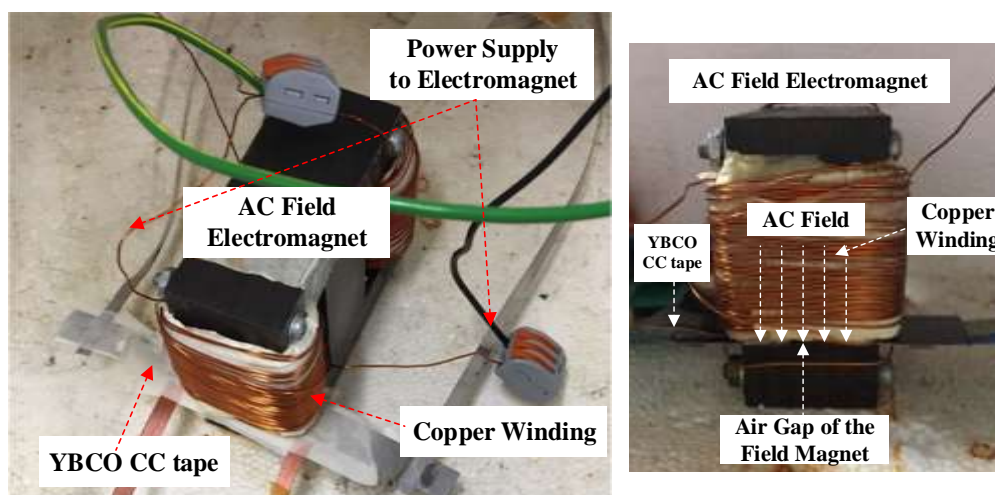 Power Supply
to Electromagnet
AC Field
Electromagnet
Copper Winding
YBCO CC tape
AC Field Electromagnet
AC Field
Copper
Winding
YBCO
CC tape
Air Gap of the
Field Magnet